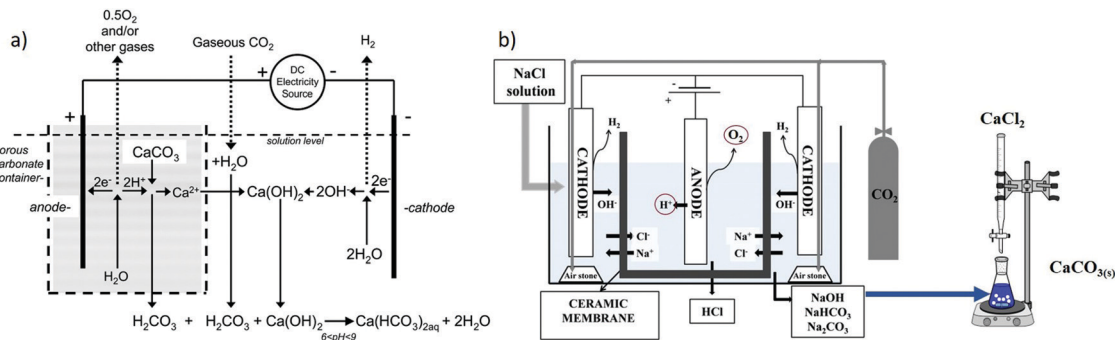 a)
0.5O₂
and/or
other gases
Gaseous CO₂
H₂
+
DC
Electricity
Source
-
+
-
solution level
orous
arbonate
ontainer-
CaCO₃
+H₂O
2e⁻
2H⁺
Ca²⁺
Ca(OH)₂
2OH⁻
2e⁻
anode-
-cathode
H₂O
2H₂O
H₂CO₃ + H₂CO₃ + Ca(OH)₂ → Ca(HCO₃)₂aq + 2H₂O
6<pH<9
b)
NaCl
solution
-
+
H₂
O₂
H₂
CATHODE
ANODE
CATHODE
CO₂
CaCl₂
OH⁻
H⁺
OH⁻
Cl⁻
Na⁺
Na⁺
Cl⁻
Air stone
Air stone
CaCO₃(s)
CERAMIC
MEMBRANE
HCl
NaOH
NaHCO₃
Na₂CO₃